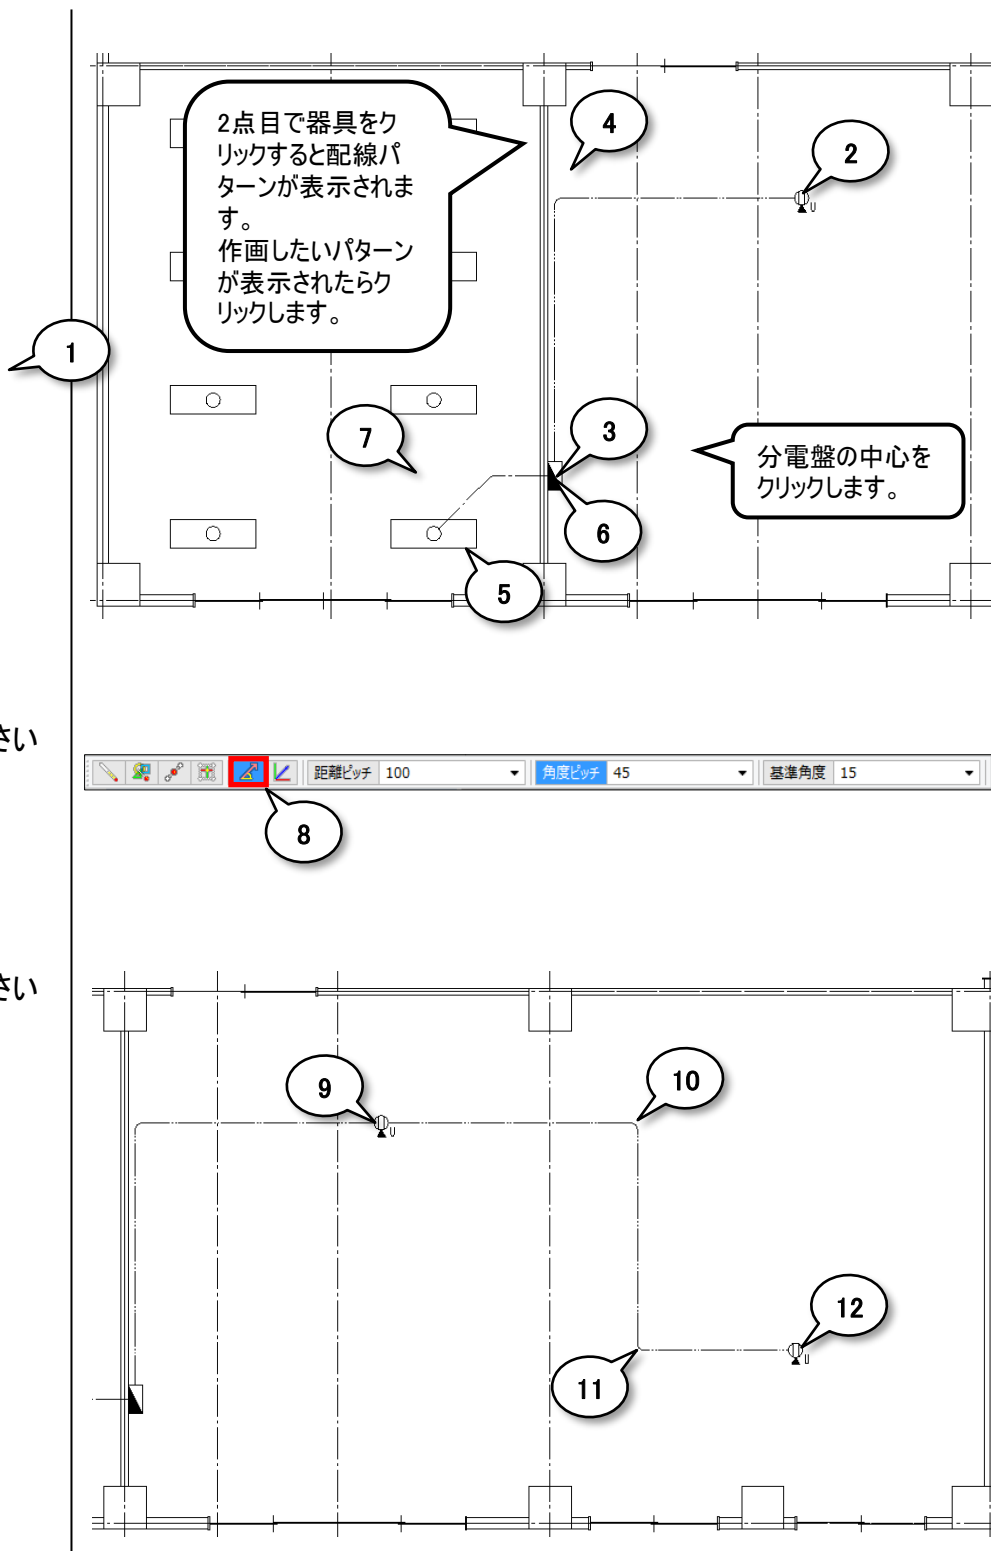 2点目で器具をク
リックすると配線パ
ターンが表示されま
す。
作画したいパターン
が表示されたらク
リックします。
4
2
U
1
7
3
分電盤の中心を
クリックします。
6
5
さい
距離ピッチ 100 角度ピッチ 45 基準角度 15
8
さい
9
10
U
12
U
11